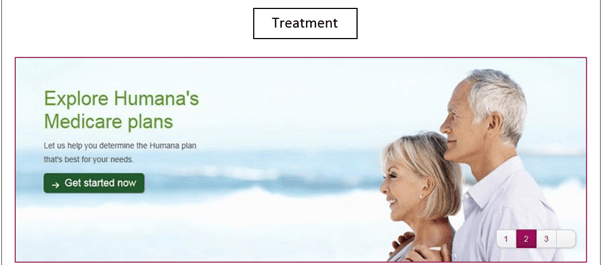 Treatment
Explore Humana's
Medicare plans
Let us help you determine the Humana plan
that's best for your needs.
Get started now
1 2 3